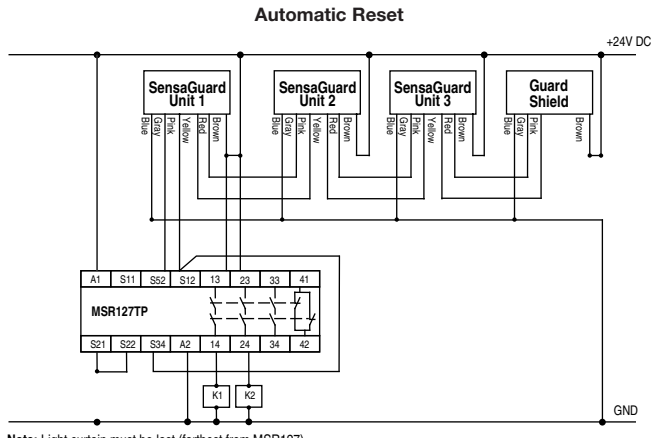 Automatic Reset
+24V DC
SensaGuard
Unit 1
SensaGuard
Unit 2
SensaGuard
Unit 3
Guard
Shield
Blue
Gray
Pink
Yellow
Red
Brown
Blue
Gray
Pink
Yellow
Red
Brown
Blue
Gray
Pink
Yellow
Red
Brown
Blue
Gray
Pink
Brown
A1 S11 S52 S12 13 23 33 41
MSR127TP
S21 S22 S34 A2 14 24 34 42
K1 K2
GND
Note: Light curtain must be last (farthest from MSR127)